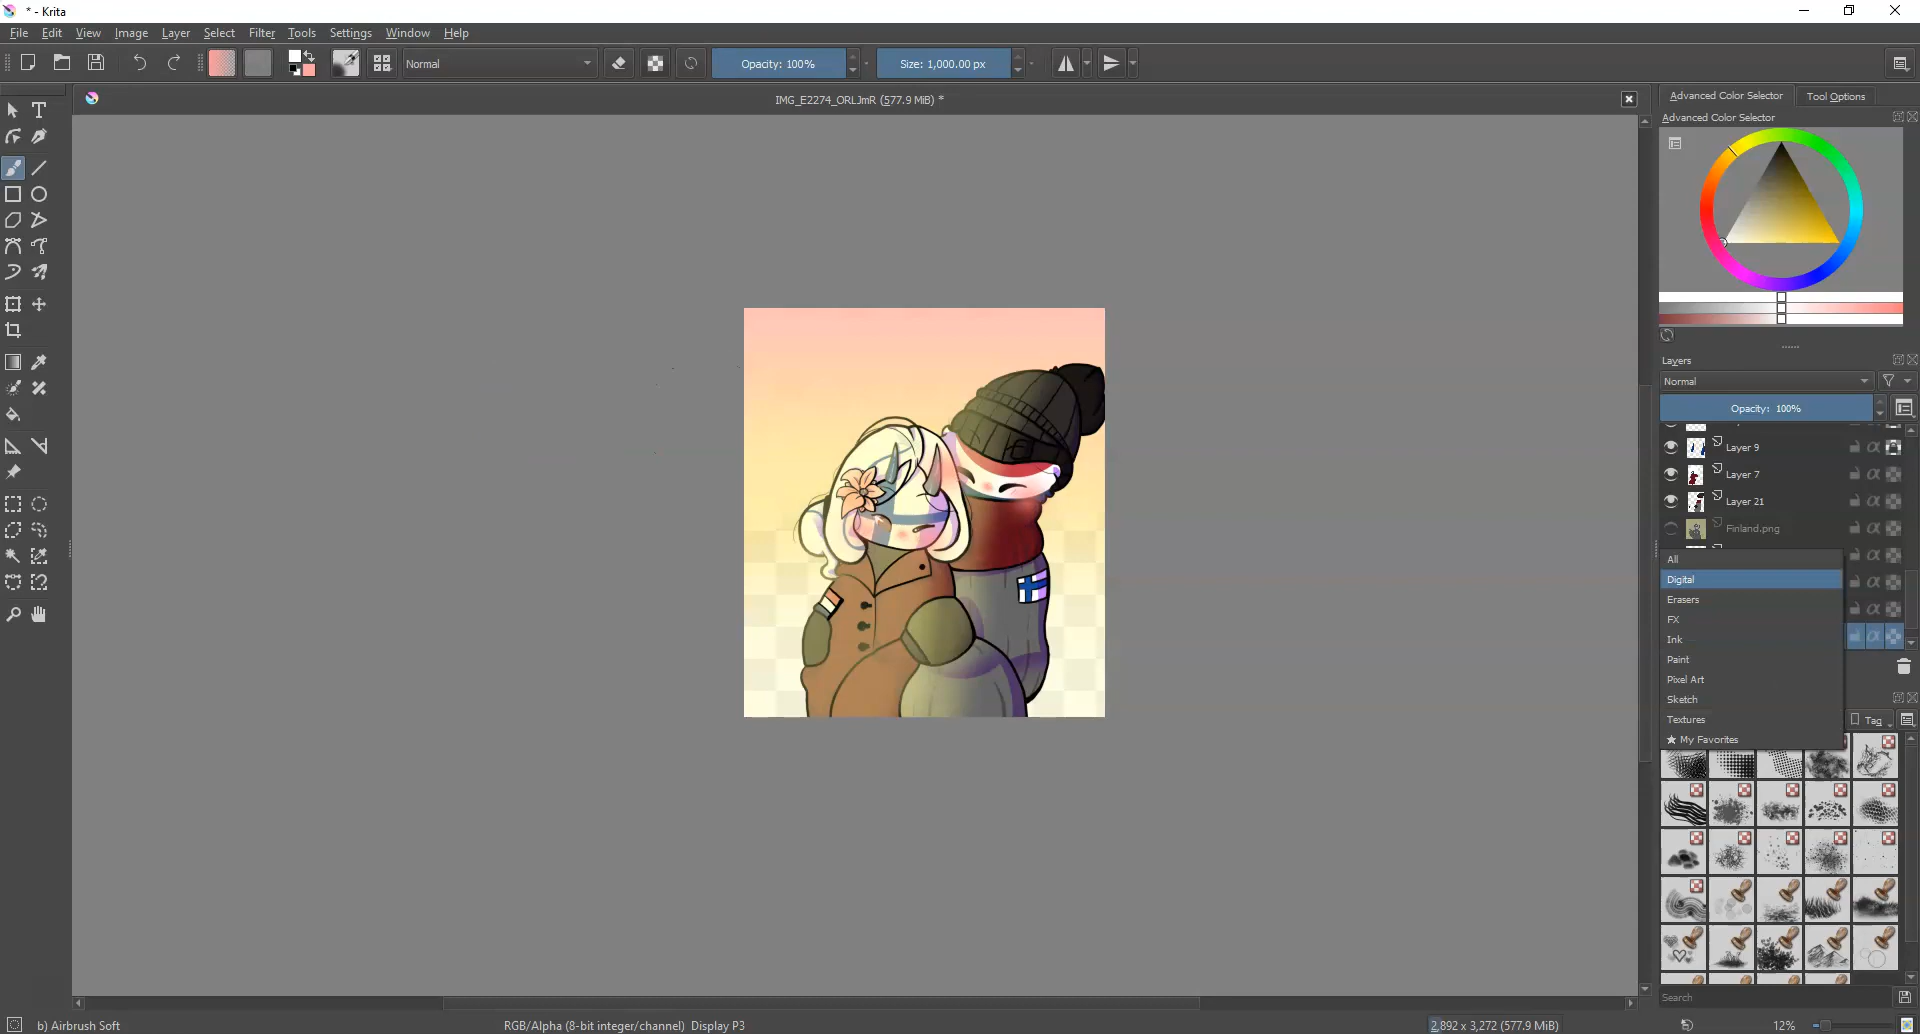 * - Krita
File Edit View Image Layer Select Filter Tools Settings Window Help
Normal
Opacity: 100%
Size: 1,000.00 px
IMG_E2274_ORLJmR (577.9 MiB) *
Advanced Color Selector
Tool Options
Advanced Color Selector
Layers
Normal
Opacity: 100%
Layer 9
Layer 7
Layer 21
Finland.png
All
Digital
Erasers
FX
Ink
Paint
Pixel Art
Sketch
Textures
My Favorites
Tag
Search
b) Airbrush Soft
RGB/Alpha (8-bit integer/channel) Display P3
2,892 x 3,272 (577.9 MiB)
12%